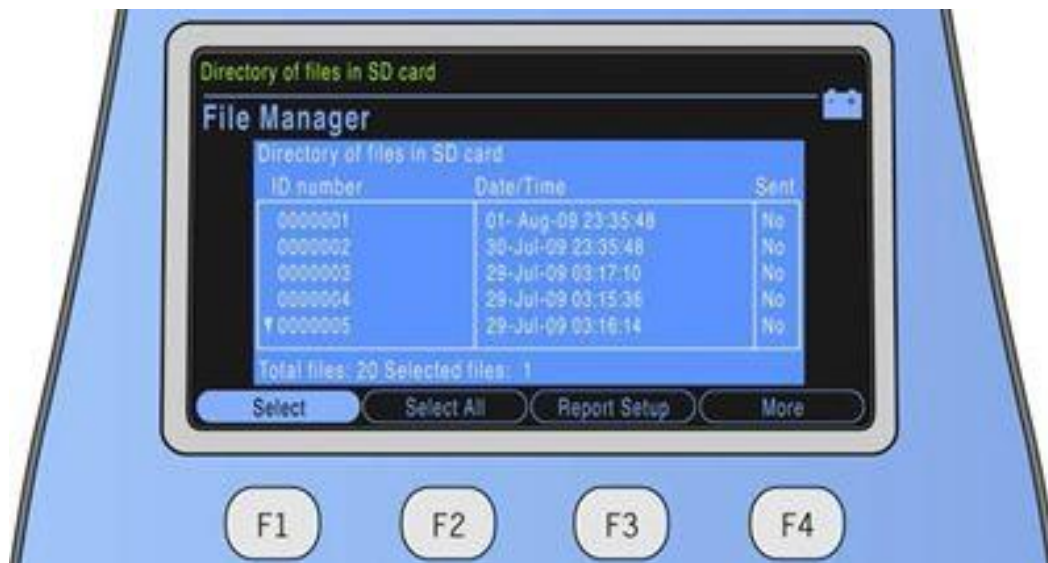 Directory of files in SD card
File Manager
Directory of files in SD card
ID number Date/Time Sent
0000001 01- Aug-09 23:35:48 No
0000002 30-Jul-09 23:35:48 No
0000003 29-Jul-09 03:17:10 No
0000004 29-Jul-09 03:15:36 No
▼0000005 29-Jul-09 03:16:14 No
Total files: 20 Selected files: 1
Select Select All Report Setup More
F1 F2 F3 F4